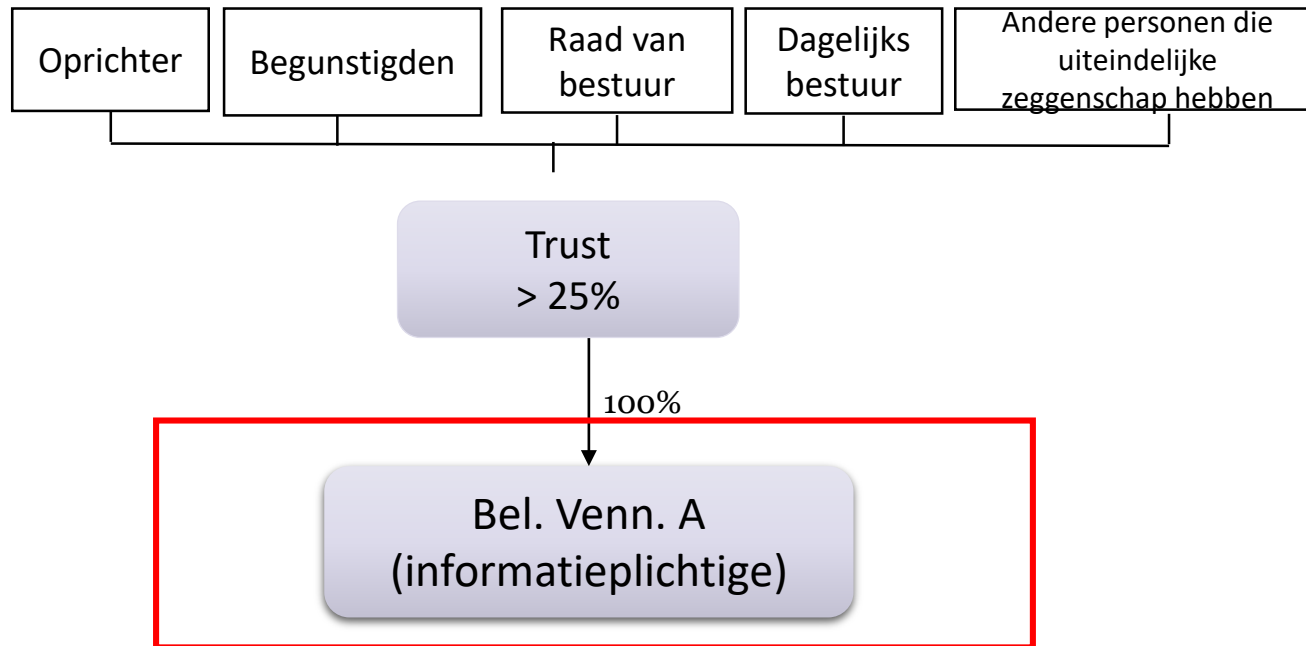 Oprichter
Begunstigden
Raad van
bestuur
Dagelijks
bestuur
Andere personen die
uiteindelijke
zeggenschap hebben
Trust
> 25%
100%
Bel. Venn. A
(informatieplichtige)